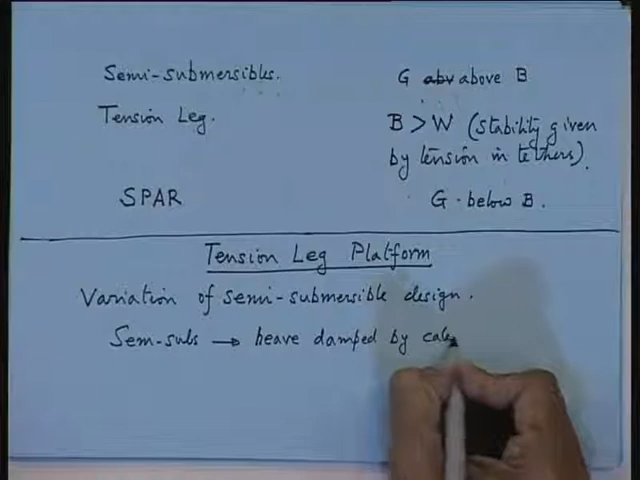 Semi-submersibles. G abv above B
Tension Leg. B > W (stability given
by tension in tethers).
SPAR G - below B.
Tension Leg Platform
Variation of semi-submersible design.
Sem-subs → heave damped by